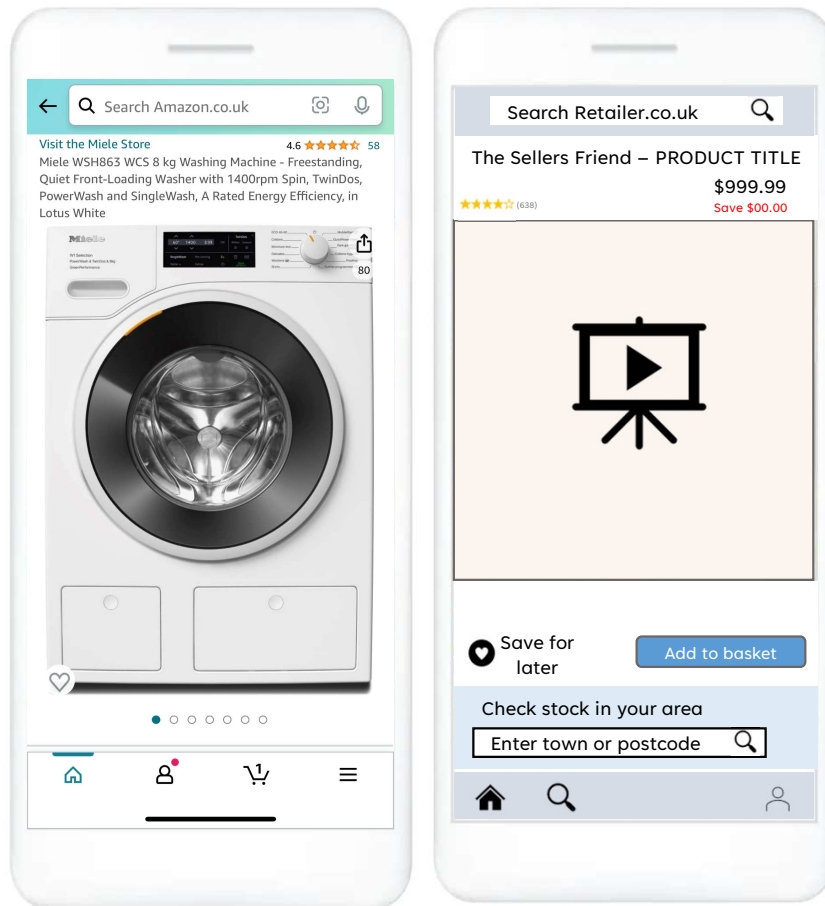 Search Amazon.co.uk
Visit the Miele Store
4.6
58
Miele WSH863 WCS 8 kg Washing Machine - Freestanding,
Quiet Front-Loading Washer with 1400rpm Spin, TwinDos,
PowerWash and SingleWash, A Rated Energy Efficiency, in
Lotus White
Miele
80
1
Search Retailer.co.uk
The Sellers Friend – PRODUCT TITLE
$999.99
(638)
Save $00.00
Save for
later
Add to basket
Check stock in your area
Enter town or postcode